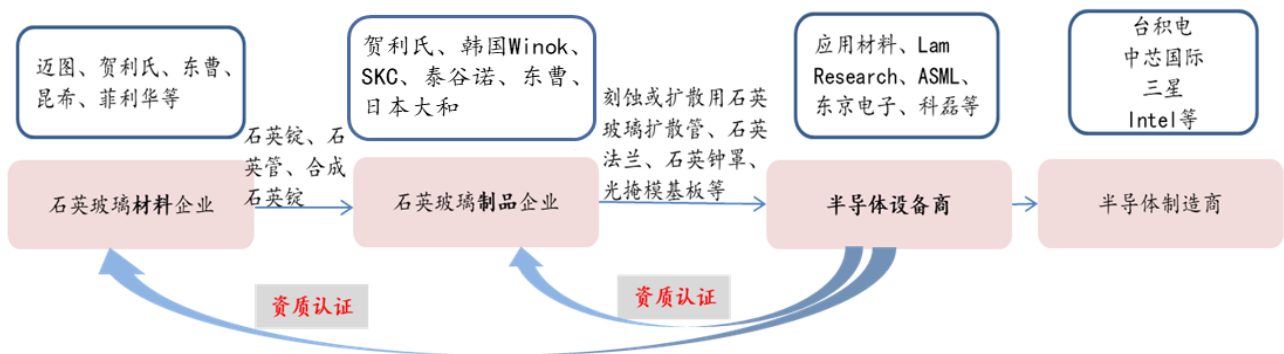 迈图、贺利氏、东曹、
昆希、菲利华等
贺利氏、韩国Winok、
SKC、泰谷诺、东曹、
日本大和
应用材料、Lam
Research、ASML、
东京电子、科磊等
台积电
中芯国际
三星
Intel等
石英锭、石
英管、合成
石英锭
刻蚀或扩散用石英
玻璃扩散管、石英
法兰、石英钟罩、
光掩模基板等
石英玻璃材料企业
石英玻璃制品企业
半导体设备商
半导体制造商
资质认证
资质认证